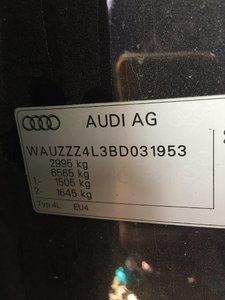 AUDI AG
WAUZZZ4L3BD031953
2995 kg
6565 kg
1- 1505 kg
2- 1645 kg
Typ 4L EU4